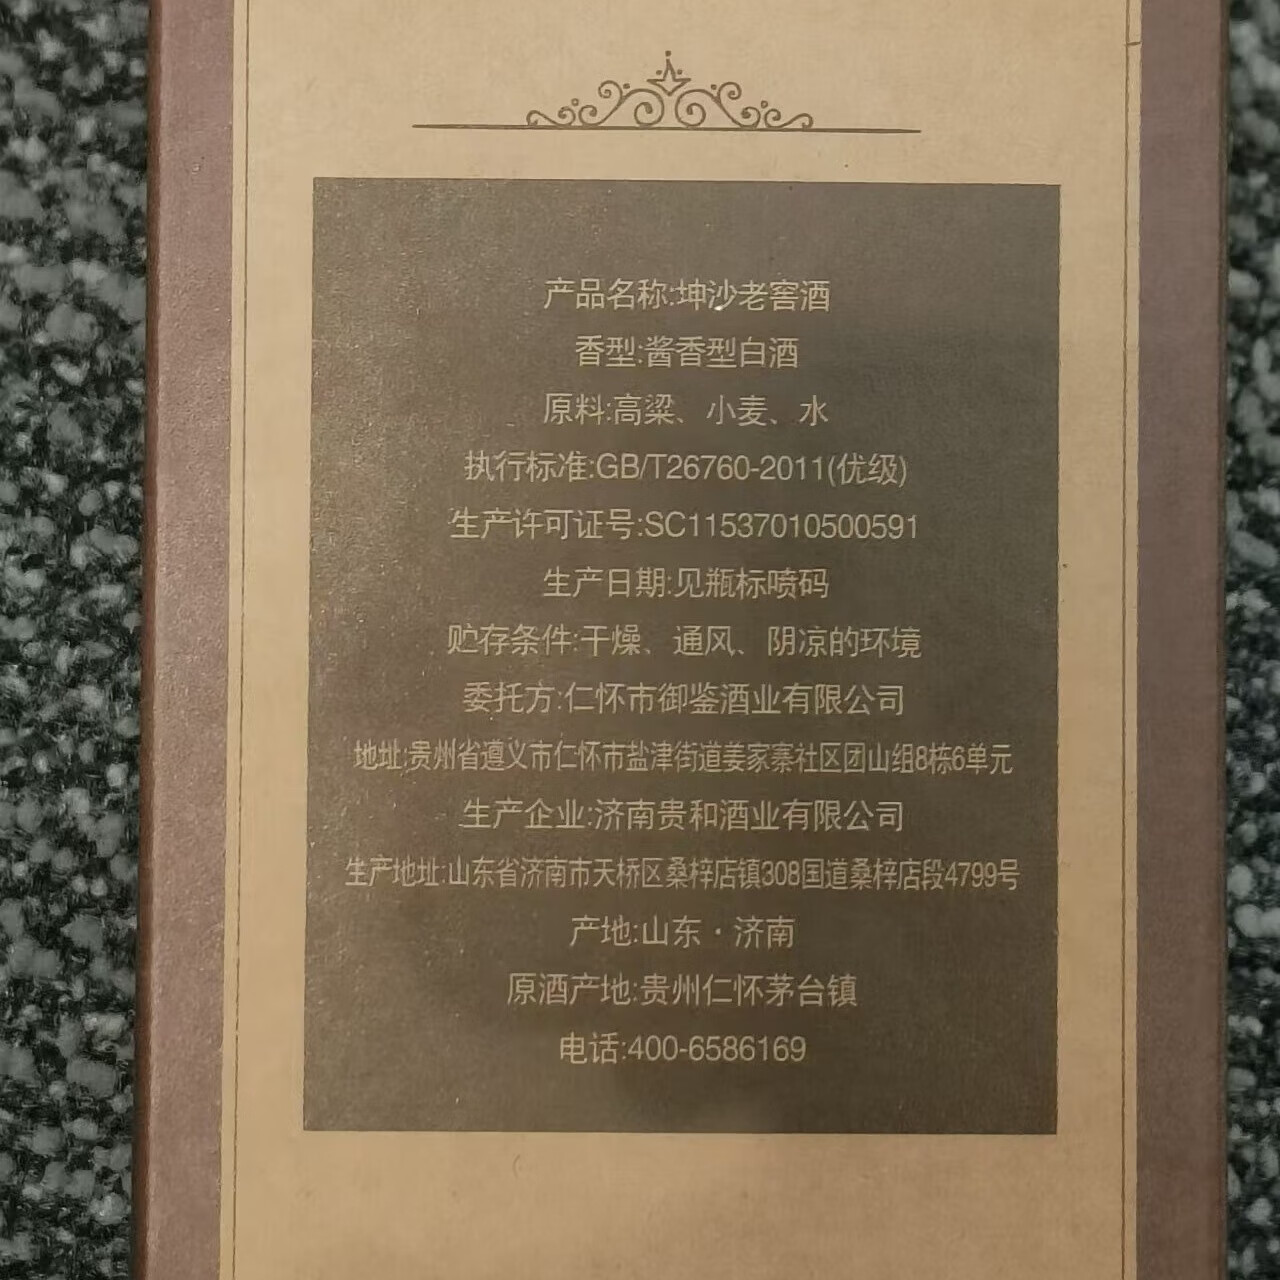 产品名称:坤沙老窖酒
香型:酱香型白酒
原料:高粱、小麦、水
执行标准:GB/T26760-2011(优级)
生产许可证号:SC11537010500591
生产日期:见瓶标喷码
贮存条件:干燥、通风、阴凉的环境
委托方:仁怀市御鉴酒业有限公司
地址:贵州省遵义市仁怀市盐津街道姜家寨社区团山组8栋6单元
生产企业:济南贵和酒业有限公司
生产地址:山东省济南市天桥区桑梓店镇308国道桑梓店段4799号
产地:山东·济南
原酒产地:贵州仁怀茅台镇
电话:400-6586169